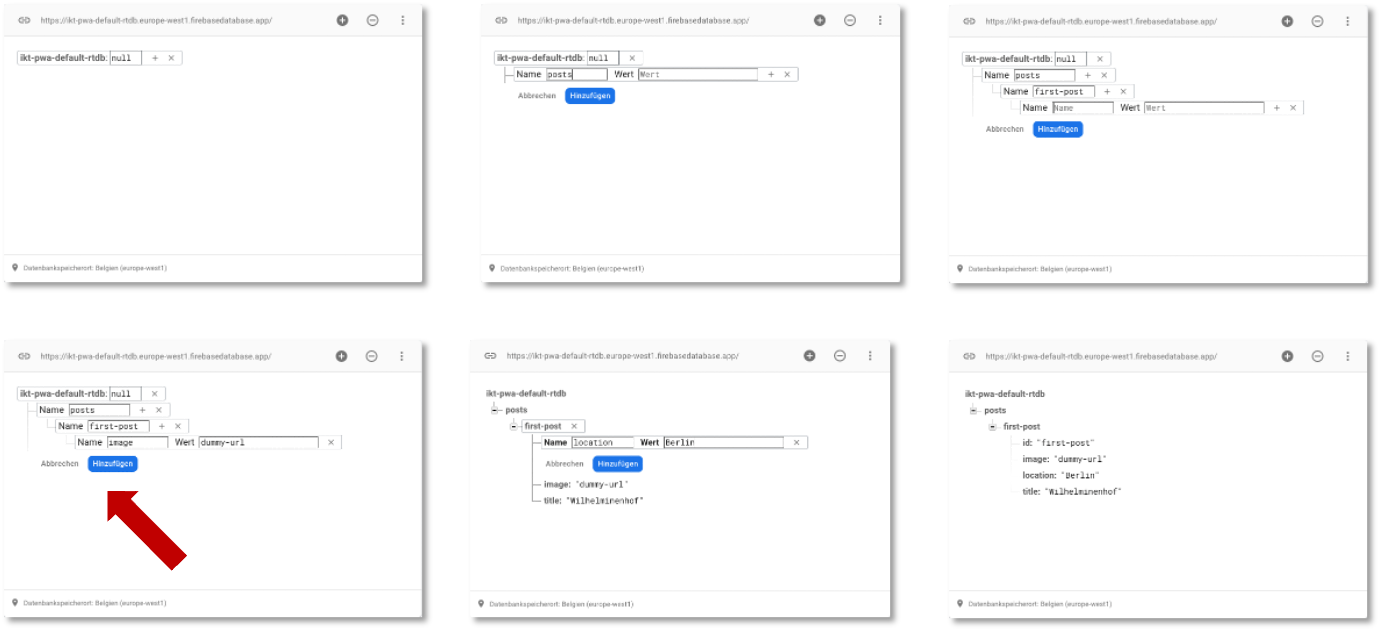 https://ikt-pwa-default-rtdb.europe-west1.firebasedatabase.app/
ikt-pwa-default-rtdb: null
Datenbankspeicherort: Belgien (europe-west1)
https://ikt-pwa-default-rtdb.europe-west1.firebasedatabase.app/
ikt-pwa-default-rtdb: null
Name posts Wert Wert
Abbrechen Hinzufügen
Datenbankspeicherort: Belgien (europe-west1)
https://ikt-pwa-default-rtdb.europe-west1.firebasedatabase.app/
ikt-pwa-default-rtdb: null
Name posts
Name first-post
Name Name Wert Wert
Abbrechen Hinzufügen
Datenbankspeicherort: Belgien (europe-west1)
https://ikt-pwa-default-rtdb.europe-west1.firebasedatabase.app/
ikt-pwa-default-rtdb: null
Name posts
Name first-post
Name image Wert dummy-url
Abbrechen Hinzufügen
Datenbankspeicherort: Belgien (europe-west1)
https://ikt-pwa-default-rtdb.europe-west1.firebasedatabase.app/
ikt-pwa-default-rtdb
posts
first-post
Name location Wert Berlin
Abbrechen Hinzufügen
image: "dummy-url"
title: "Wilhelminenhof"
Datenbankspeicherort: Belgien (europe-west1)
https://ikt-pwa-default-rtdb.europe-west1.firebasedatabase.app/
ikt-pwa-default-rtdb
posts
first-post
id: "first-post"
image: "dummy-url"
location: "Berlin"
title: "Wilhelminenhof"
Datenbankspeicherort: Belgien (europe-west1)